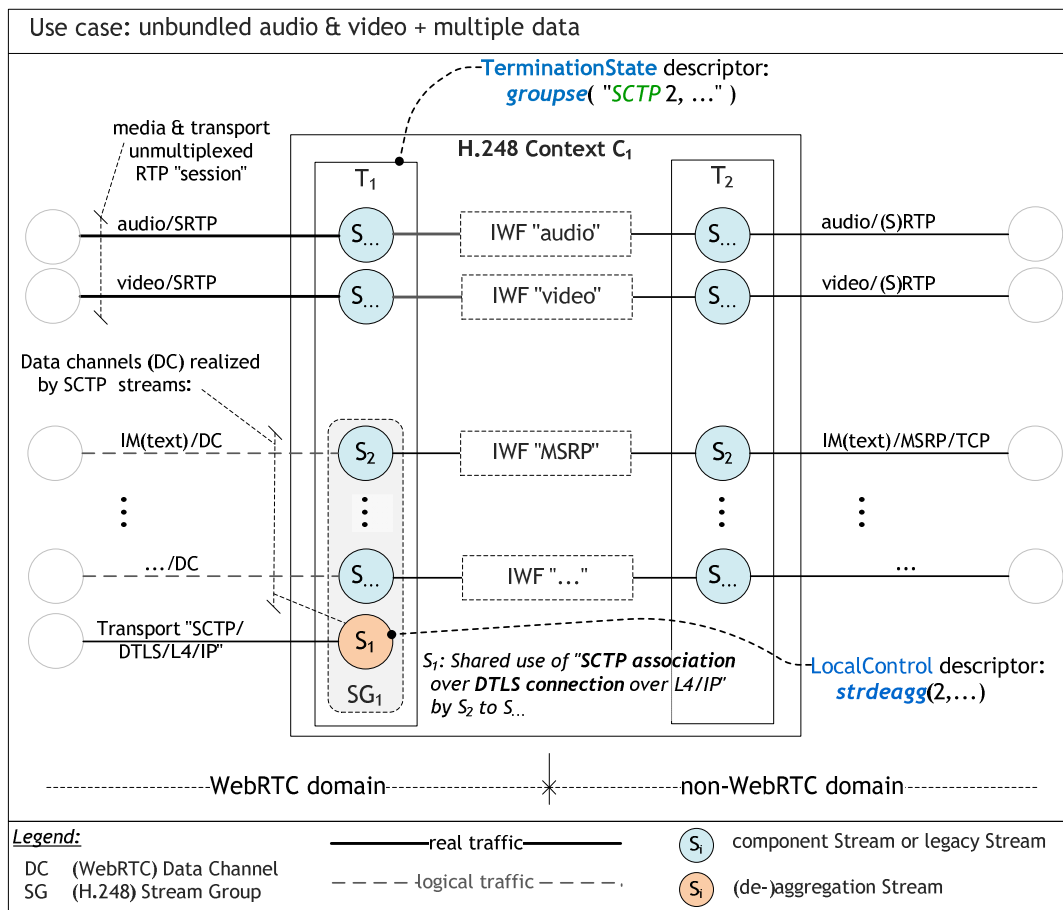 Use case: unbundled audio & video + multiple data
TerminationState descriptor:
groupse( "SCTP 2, ..." )
media & transport
unmultiplexed
RTP "session"
H.248 Context C1
T1
T2
audio/SRTP
S...
IWF "audio"
S...
audio/(S)RTP
video/SRTP
S...
IWF "video"
S...
video/(S)RTP
Data channels (DC) realized
by SCTP streams:
IM(text)/DC
S2
IWF "MSRP"
S2
IM(text)/MSRP/TCP
.../DC
S...
IWF "..."
S...
...
Transport "SCTP/
DTLS/L4/IP"
S1
SG1
S1: Shared use of "SCTP association
over DTLS connection over L4/IP"
by S2 to S...
LocalControl descriptor:
strdeagg(2,...)
WebRTC domain
non-WebRTC domain
Legend:
DC (WebRTC) Data Channel
SG (H.248) Stream Group
real traffic
logical traffic
Si component Stream or legacy Stream
Si (de-)aggregation Stream